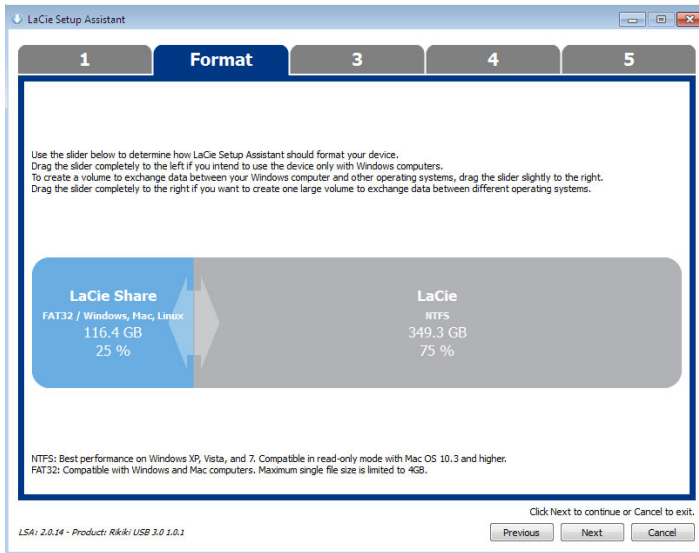 LaCie Setup Assistant
1 Format 3 4 5
Use the slider below to determine how LaCie Setup Assistant should format your device.
Drag the slider completely to the left if you intend to use the device only with Windows computers.
To create a volume to exchange data between your Windows computer and other operating systems, drag the slider slightly to the right.
Drag the slider completely to the right if you want to create one large volume to exchange data between different operating systems.
LaCie Share
FAT32 / Windows, Mac, Linux
116.4 GB
25 %
LaCie
NTFS
349.3 GB
75 %
NTFS: Best performance on Windows XP, Vista, and 7. Compatible in read-only mode with Mac OS 10.3 and higher.
FAT32: Compatible with Windows and Mac computers. Maximum single file size is limited to 4GB.
Click Next to continue or Cancel to exit.
LSA: 2.0.14 - Product: Rikiki USB 3.0 1.0.1
Previous Next Cancel